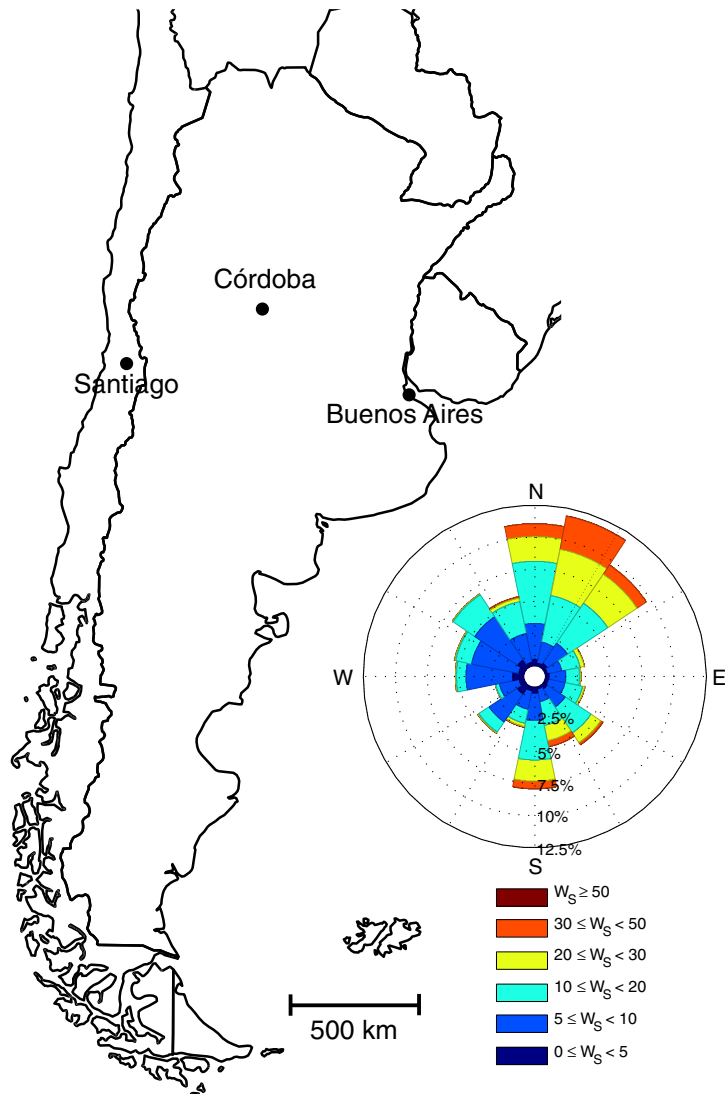 Córdoba
Santiago
Buenos Aires
N
W
E
2.5%
5%
7.5%
10%
12.5%
S
W_S ≥ 50
30 ≤ W_S < 50
20 ≤ W_S < 30
10 ≤ W_S < 20
5 ≤ W_S < 10
0 ≤ W_S < 5
500 km